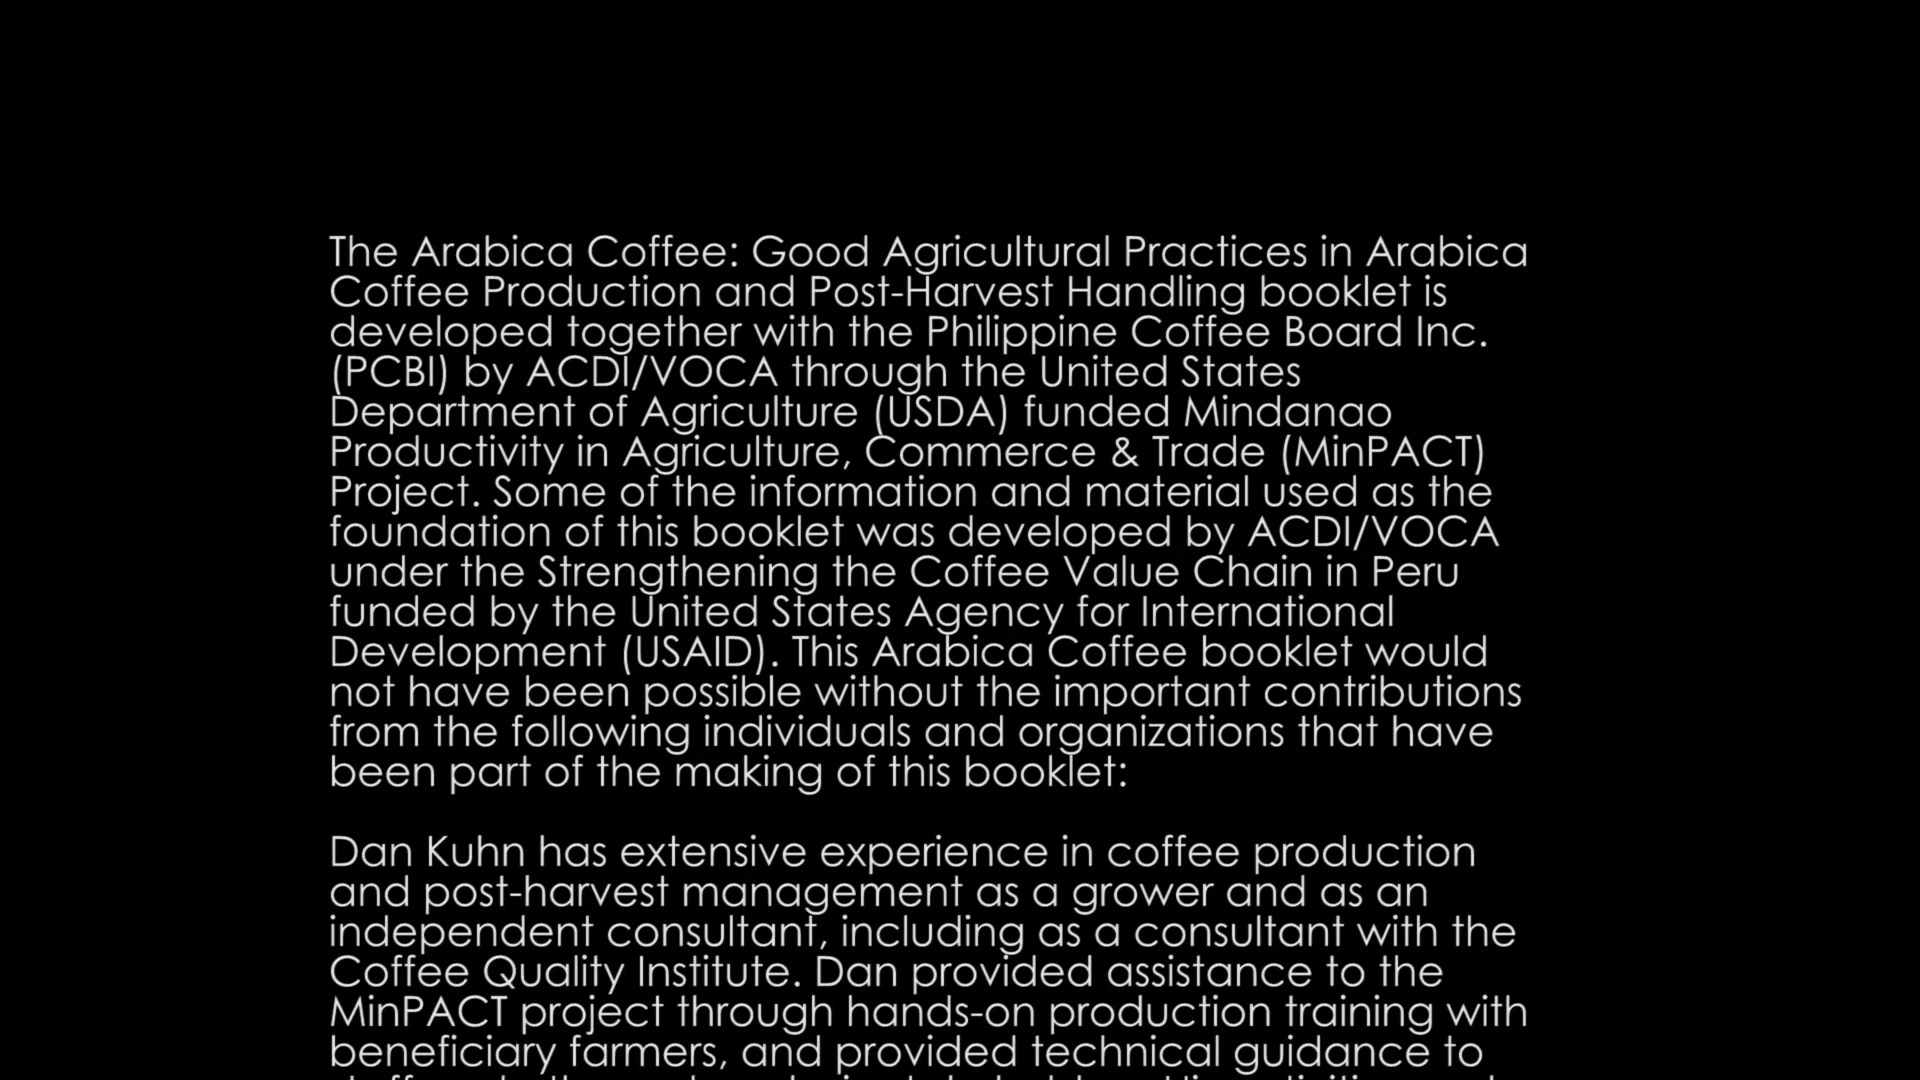 The Arabica Coffee: Good Agricultural Practices in Arabica
Coffee Production and Post-Harvest Handling booklet is
developed together with the Philippine Coffee Board Inc.
(PCBI) by ACDI/VOCA through the United States
Department of Agriculture (USDA) funded Mindanao
Productivity in Agriculture, Commerce & Trade (MinPACT)
Project. Some of the information and material used as the
foundation of this booklet was developed by ACDI/VOCA
under the Strengthening the Coffee Value Chain in Peru
funded by the United States Agency for International
Development (USAID). This Arabica Coffee booklet would
not have been possible without the important contributions
from the following individuals and organizations that have
been part of the making of this booklet:
Dan Kuhn has extensive experience in coffee production
and post-harvest management as a grower and as an
independent consultant, including as a consultant with the
Coffee Quality Institute. Dan provided assistance to the
MinPACT project through hands-on production training with
beneficiary farmers, and provided technical guidance to